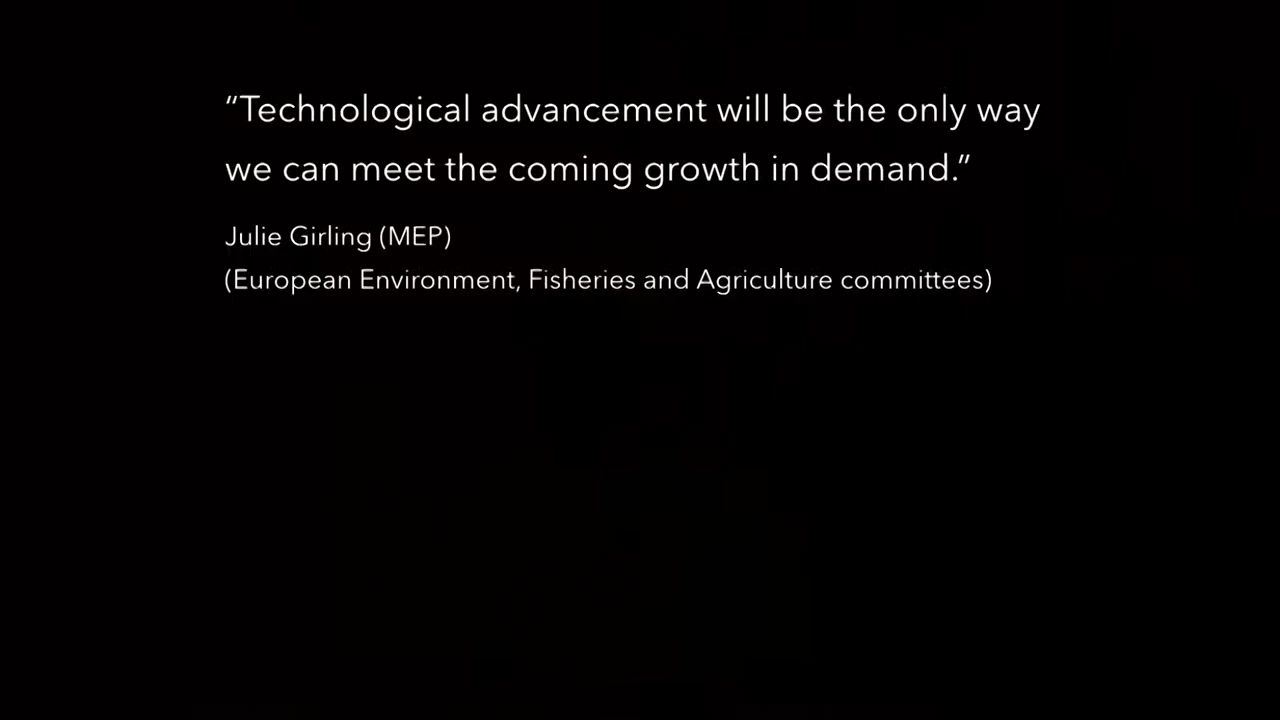 “Technological advancement will be the only way
we can meet the coming growth in demand.”
Julie Girling (MEP)
(European Environment, Fisheries and Agriculture committees)